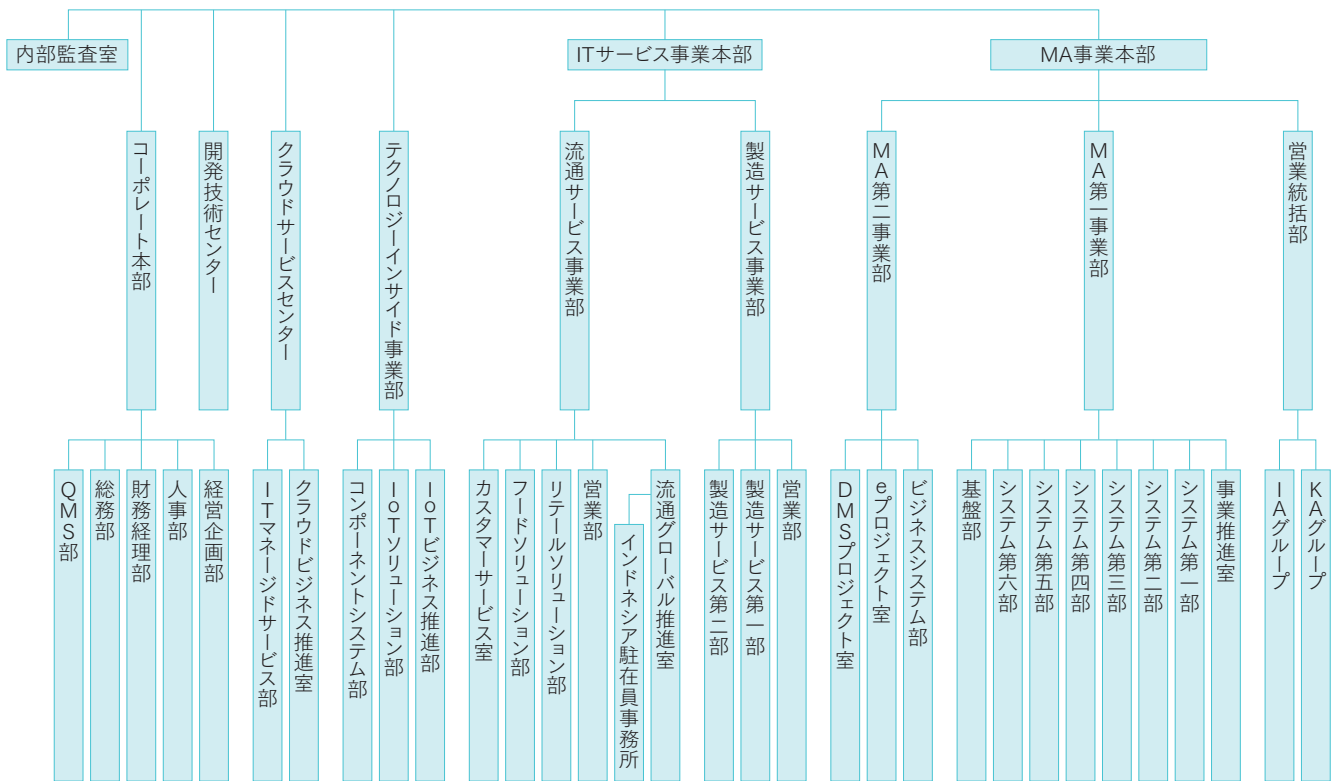 内部監査室
ITサービス事業本部
MA事業本部
コーポレート本部
開発技術センター
クラウドサービスセンター
テクノロジーインサイド事業部
流通サービス事業部
製造サービス事業部
MA第二事業部
MA第一事業部
営業統括部
QMS部
総務部
財務経理部
人事部
経営企画部
ITマネージドサービス部
クラウドビジネス推進室
コンポーネントシステム部
IoTソリューション部
IoTビジネス推進部
カスタマーサービス室
フードソリューション部
リテールソリューション部
営業部
インドネシア駐在員事務所
流通グローバル推進室
製造サービス第二部
製造サービス第一部
営業部
DMSプロジェクト室
eプロジェクト室
ビジネスシステム部
基盤部
システム第六部
システム第五部
システム第四部
システム第三部
システム第二部
システム第一部
事業推進室
IAグループ
KAグループ